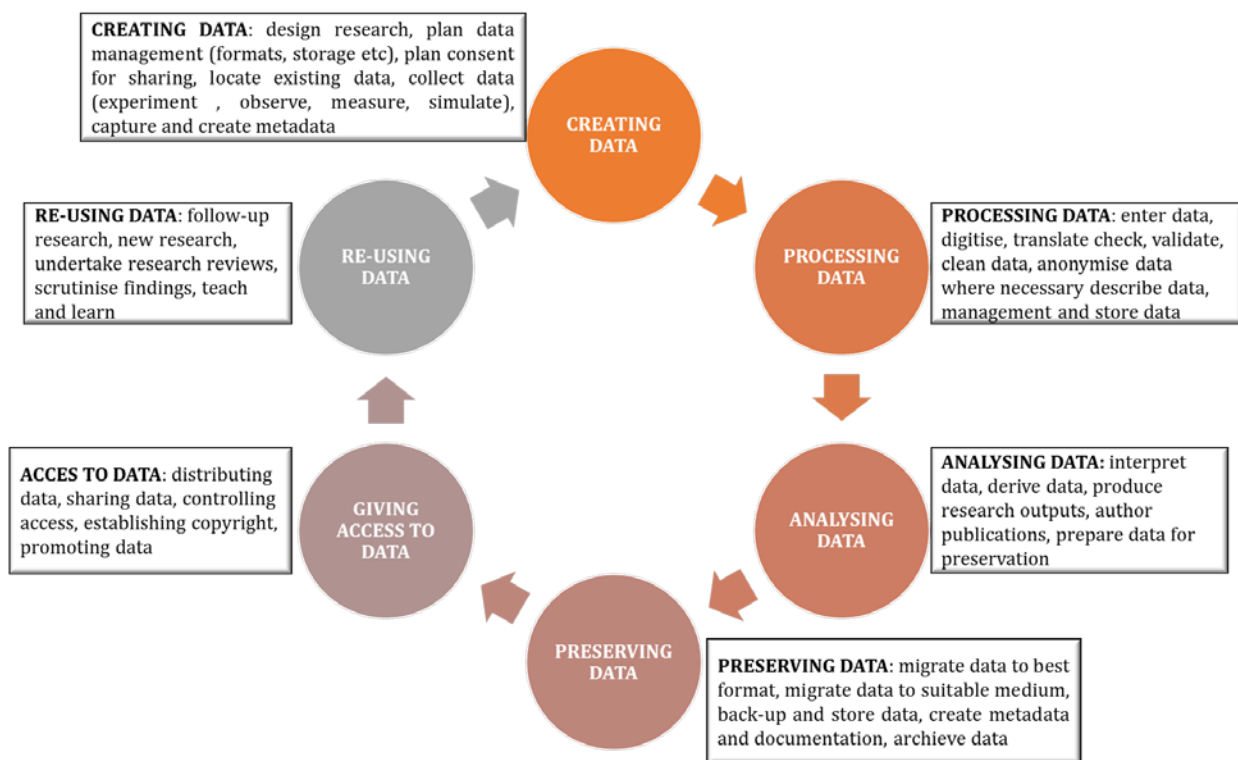 CREATING DATA: design research, plan data
management (formats, storage etc), plan consent
for sharing, locate existing data, collect data
(experiment , observe, measure, simulate),
capture and create metadata
CREATING
DATA
PROCESSING
DATA
PROCESSING DATA: enter data,
digitise, translate check, validate,
clean data, anonymise data
where necessary describe data,
management and store data
ANALYSING
DATA
ANALYSING DATA: interpret
data, derive data, produce
research outputs, author
publications, prepare data for
preservation
PRESERVING
DATA
PRESERVING DATA: migrate data to best
format, migrate data to suitable medium,
back-up and store data, create metadata
and documentation, archieve data
GIVING
ACCESS TO
DATA
ACCES TO DATA: distributing
data, sharing data, controlling
access, establishing copyright,
promoting data
RE-USING
DATA
RE-USING DATA: follow-up
research, new research,
undertake research reviews,
scrutinise findings, teach
and learn